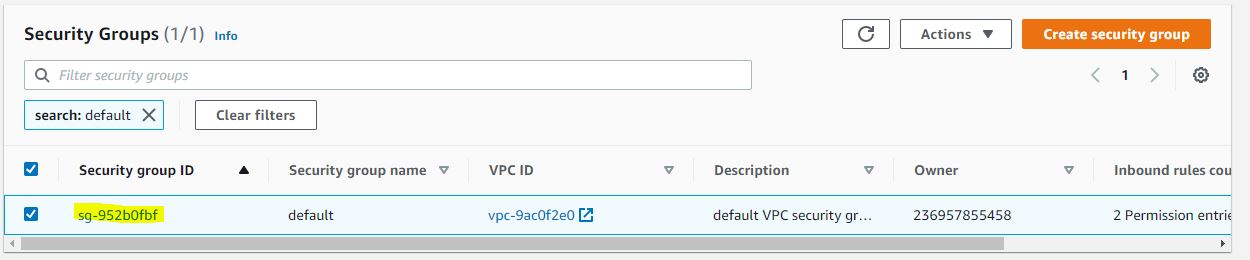 Security Groups (1/1) Info
Actions
Create security group
Filter security groups
1
search: default
Clear filters
Security group ID
Security group name
VPC ID
Description
Owner
Inbound rules cou
sg-952b0fbf
default
vpc-9ac0f2e0
default VPC security gr...
236957855458
2 Permission entrie